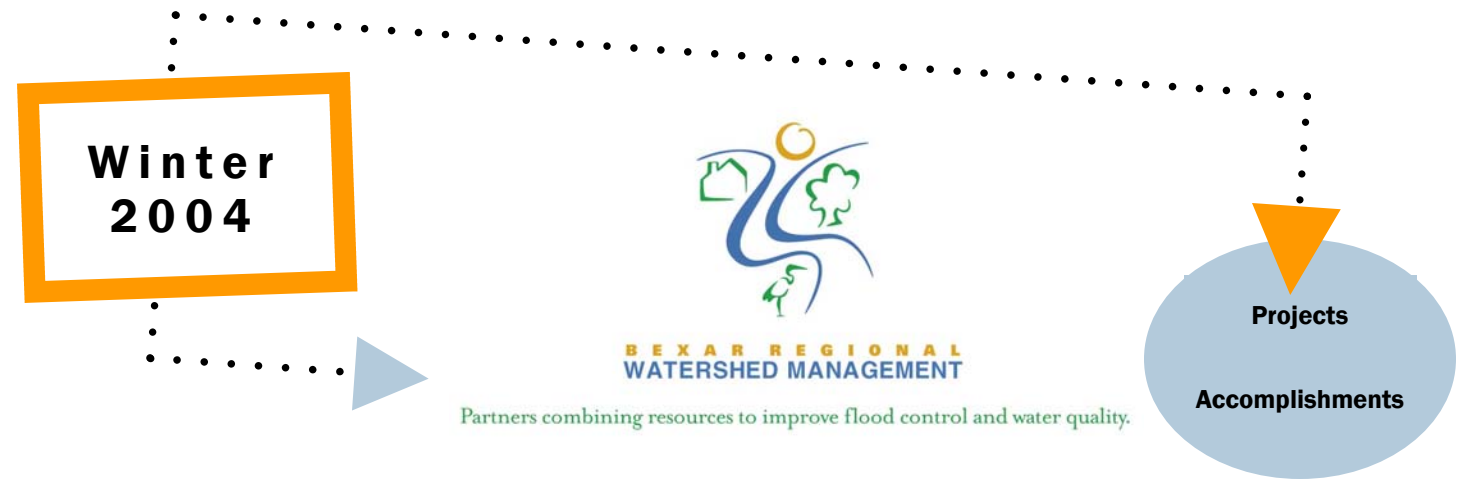 Winter
2004
BEXAR REGIONAL
WATERSHED MANAGEMENT
Partners combining resources to improve flood control and water quality.
Projects
Accomplishments